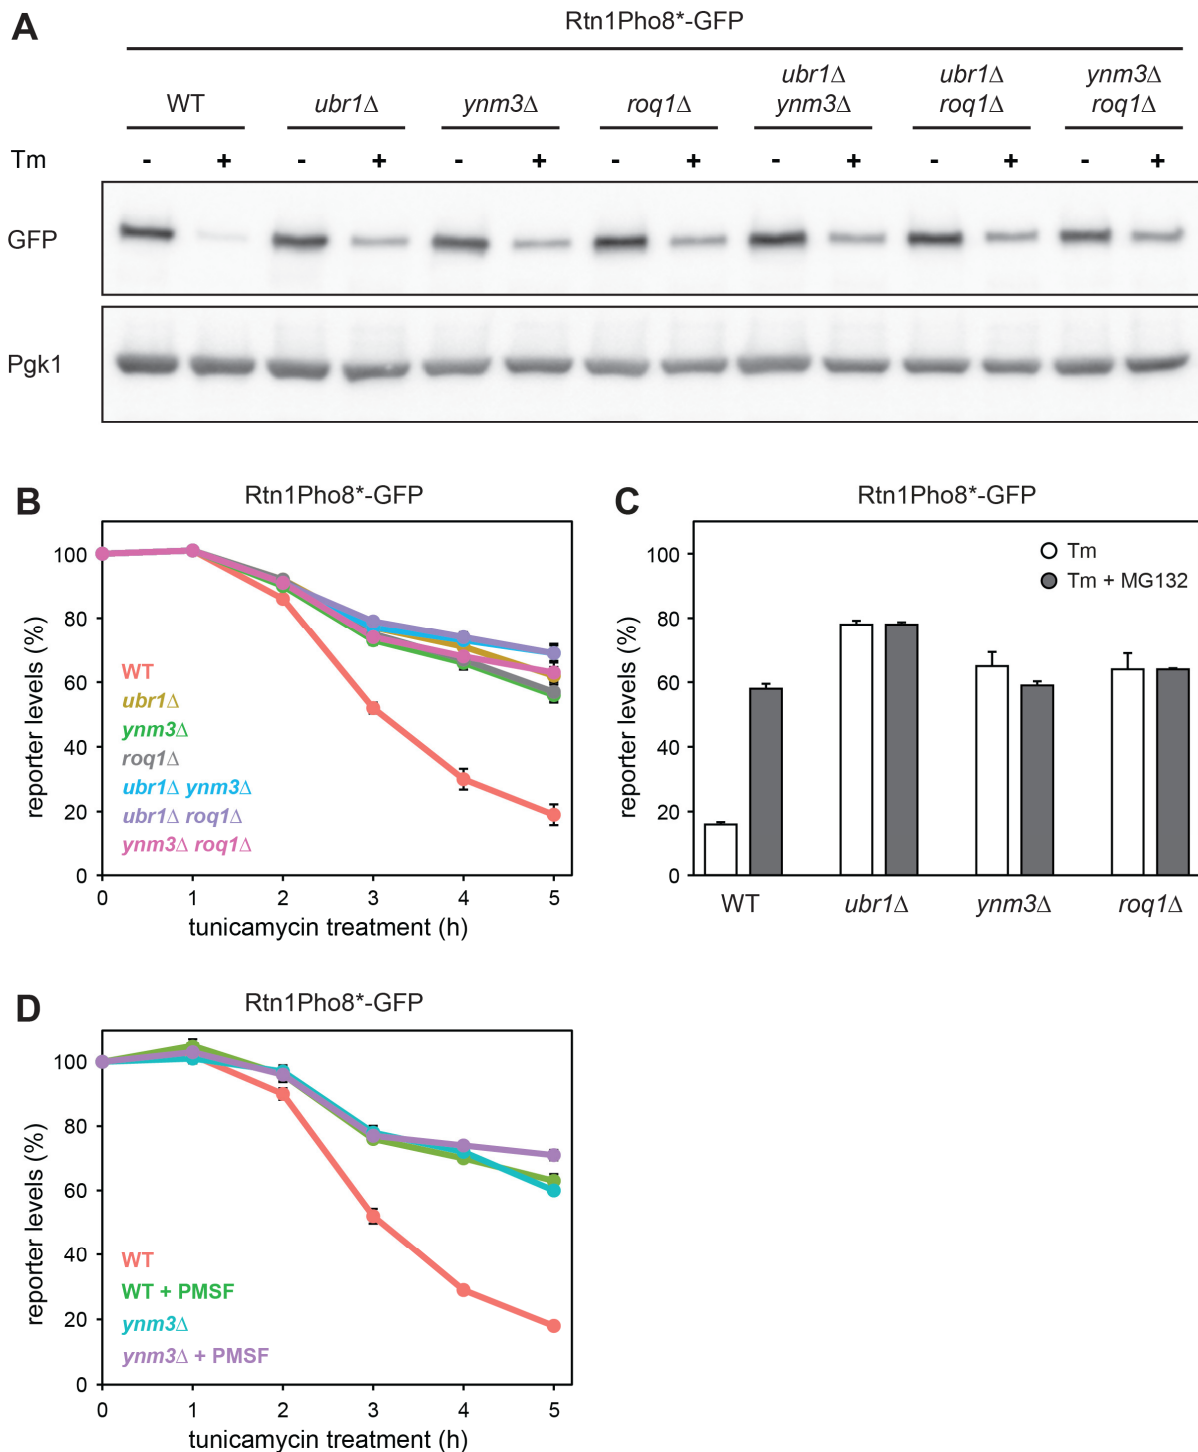 A
Rtn1Pho8*-GFP
WT ubr1Δ ynm3Δ roq1Δ ubr1Δ ynm3Δ ubr1Δ roq1Δ ynm3Δ roq1Δ
Tm - + - + - + - + - + - + - +
GFP
Pgk1
B
Rtn1Pho8*-GFP
reporter levels (%)
100
80
60
40
20
0
WT
ubr1Δ
ynm3Δ
roq1Δ
ubr1Δ ynm3Δ
ubr1Δ roq1Δ
ynm3Δ roq1Δ
0 1 2 3 4 5
tunicamycin treatment (h)
C
Rtn1Pho8*-GFP
reporter levels (%)
100
80
60
40
20
0
Tm
Tm + MG132
WT ubr1Δ ynm3Δ roq1Δ
D
Rtn1Pho8*-GFP
reporter levels (%)
100
80
60
40
20
0
WT
WT + PMSF
ynm3Δ
ynm3Δ + PMSF
0 1 2 3 4 5
tunicamycin treatment (h)